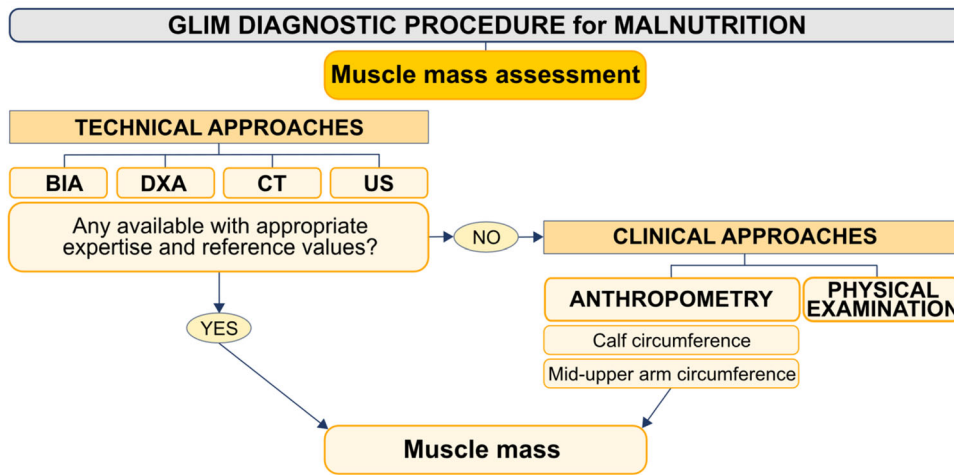 GLIM DIAGNOSTIC PROCEDURE for MALNUTRITION
Muscle mass assessment
TECHNICAL APPROACHES
BIA
DXA
CT
US
Any available with appropriate
expertise and reference values?
NO
CLINICAL APPROACHES
ANTHROPOMETRY
PHYSICAL
EXAMINATION
YES
Calf circumference
Mid-upper arm circumference
Muscle mass